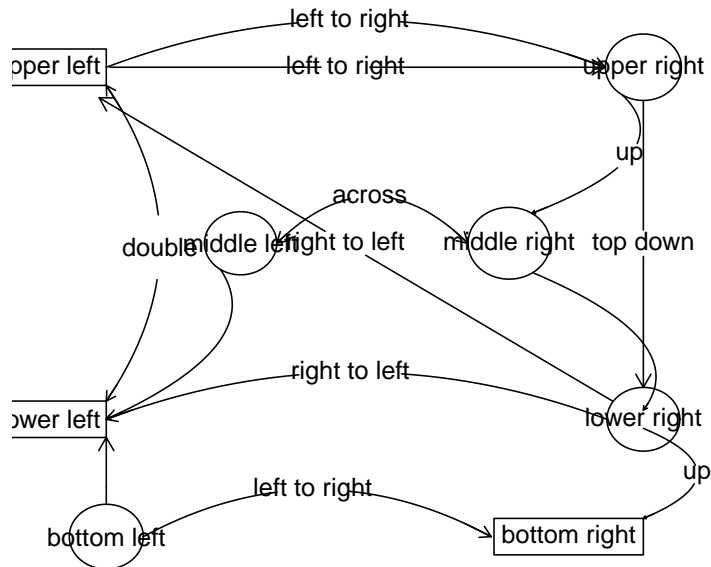 left to right
pper left
left to right
upper right
up
across
double
middle left
right to left
middle right
top down
right to left
ower left
lower right
left to right
up
bottom left
bottom right